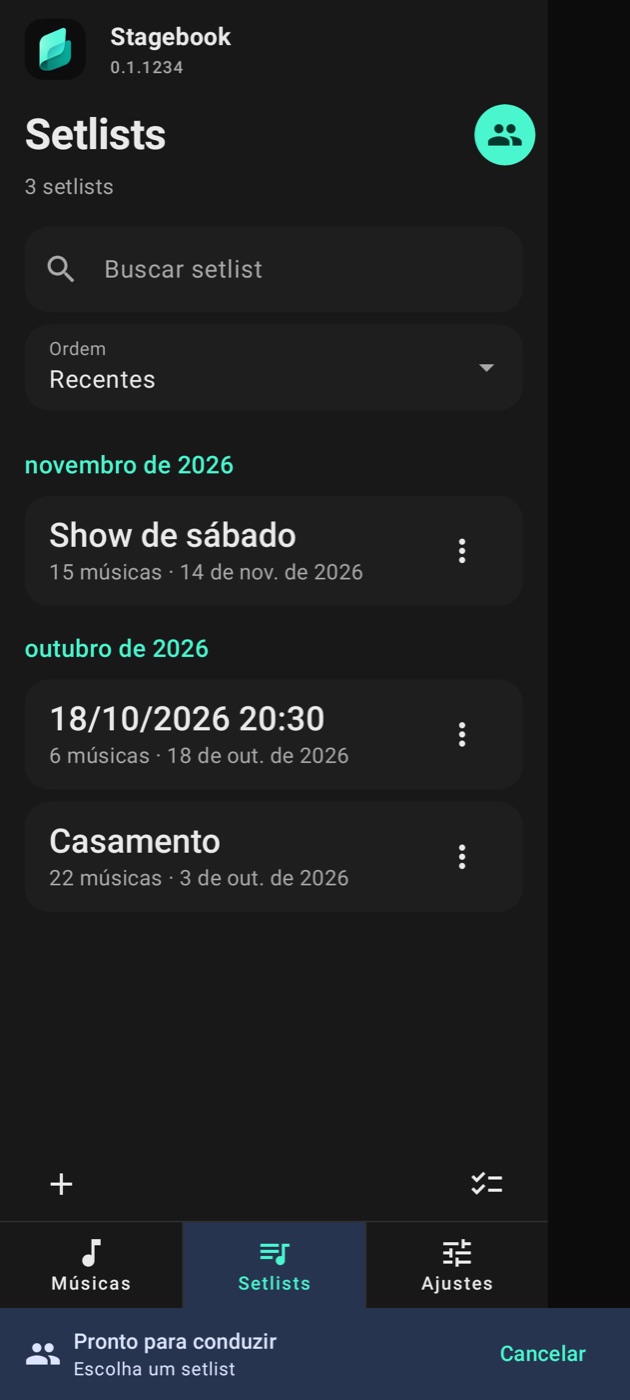 Stagebook
0.1.1234
Setlists
3 setlists
Buscar setlist
Ordem
Recentes
novembro de 2026
Show de sábado
15 músicas · 14 de nov. de 2026
outubro de 2026
18/10/2026 20:30
6 músicas · 18 de out. de 2026
Casamento
22 músicas · 3 de out. de 2026
Músicas
Setlists
Ajustes
Pronto para conduzir
Escolha um setlist
Cancelar